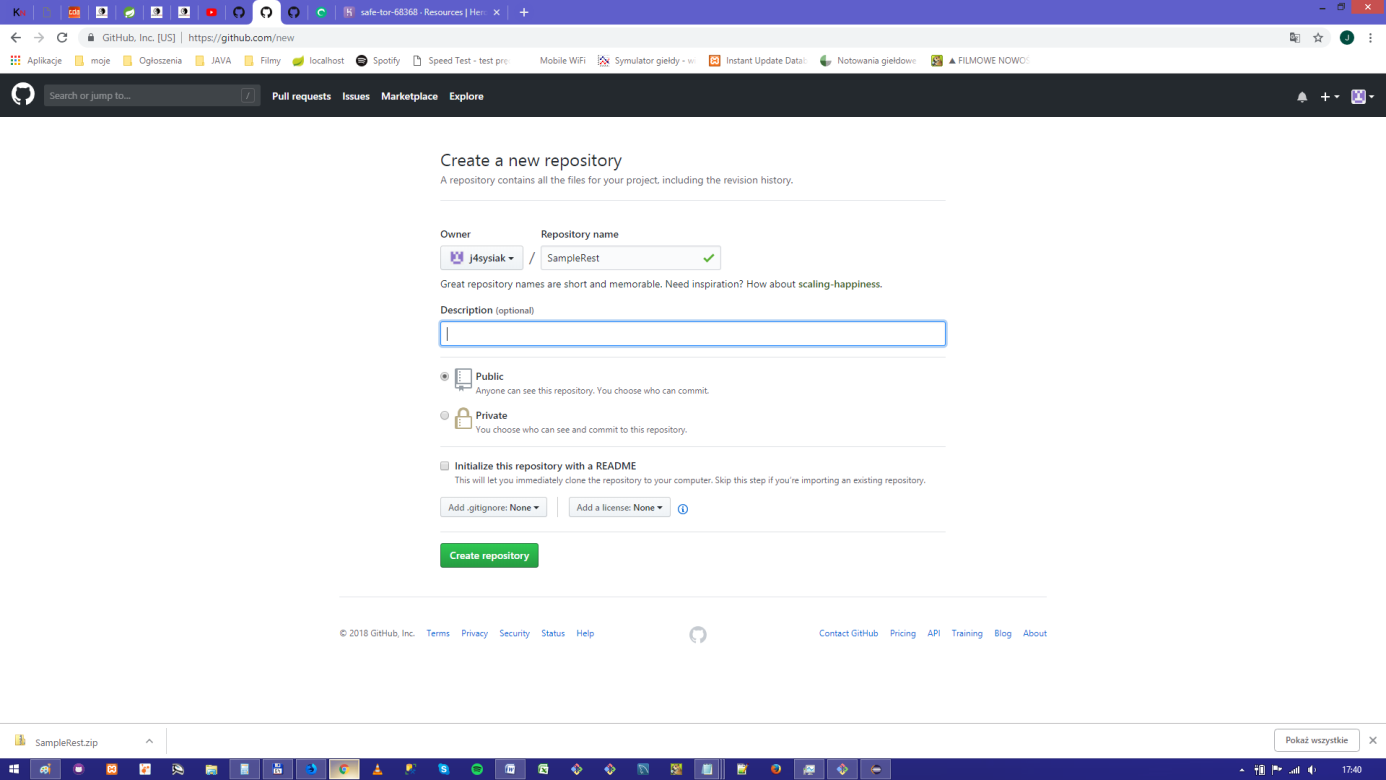 safe-tor-68368 - Resources | Her
GitHub, Inc. [US] | https://github.com/new
Aplikacje moje Ogłoszenia JAVA Filmy localhost Spotify Speed Test - test prę Mobile WiFi Symulator giełdy - w Instant Update Datab Notowania giełdowe ▲ FILMOWE NOWOŚ
Search or jump to... / Pull requests Issues Marketplace Explore
Create a new repository
A repository contains all the files for your project, including the revision history.
Owner Repository name
j4sysiak / SampleRest
Great repository names are short and memorable. Need inspiration? How about scaling-happiness.
Description (optional)
Public
Anyone can see this repository. You choose who can commit.
Private
You choose who can see and commit to this repository.
Initialize this repository with a README
This will let you immediately clone the repository to your computer. Skip this step if you're importing an existing repository.
Add .gitignore: None Add a license: None
Create repository
© 2018 GitHub, Inc. Terms Privacy Security Status Help Contact GitHub Pricing API Training Blog About
SampleRest.zip Pokaż wszystkie
17:40